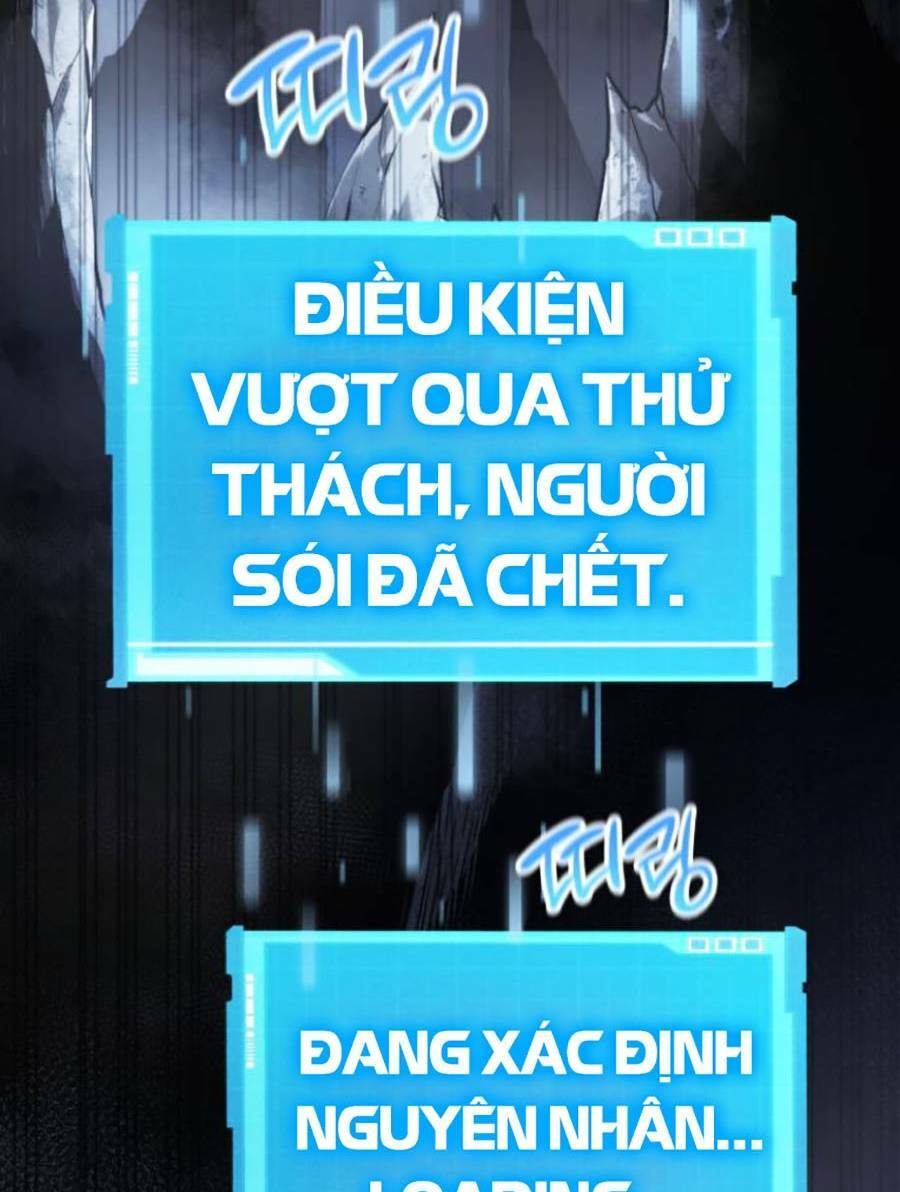 띠링
ĐIỀU KIỆN
VƯỢT QUA THỬ
THÁCH, NGƯỜI
SÓI ĐÃ CHẾT.
띠링
ĐANG XÁC ĐỊNH
NGUYÊN NHÂN...
LOADING